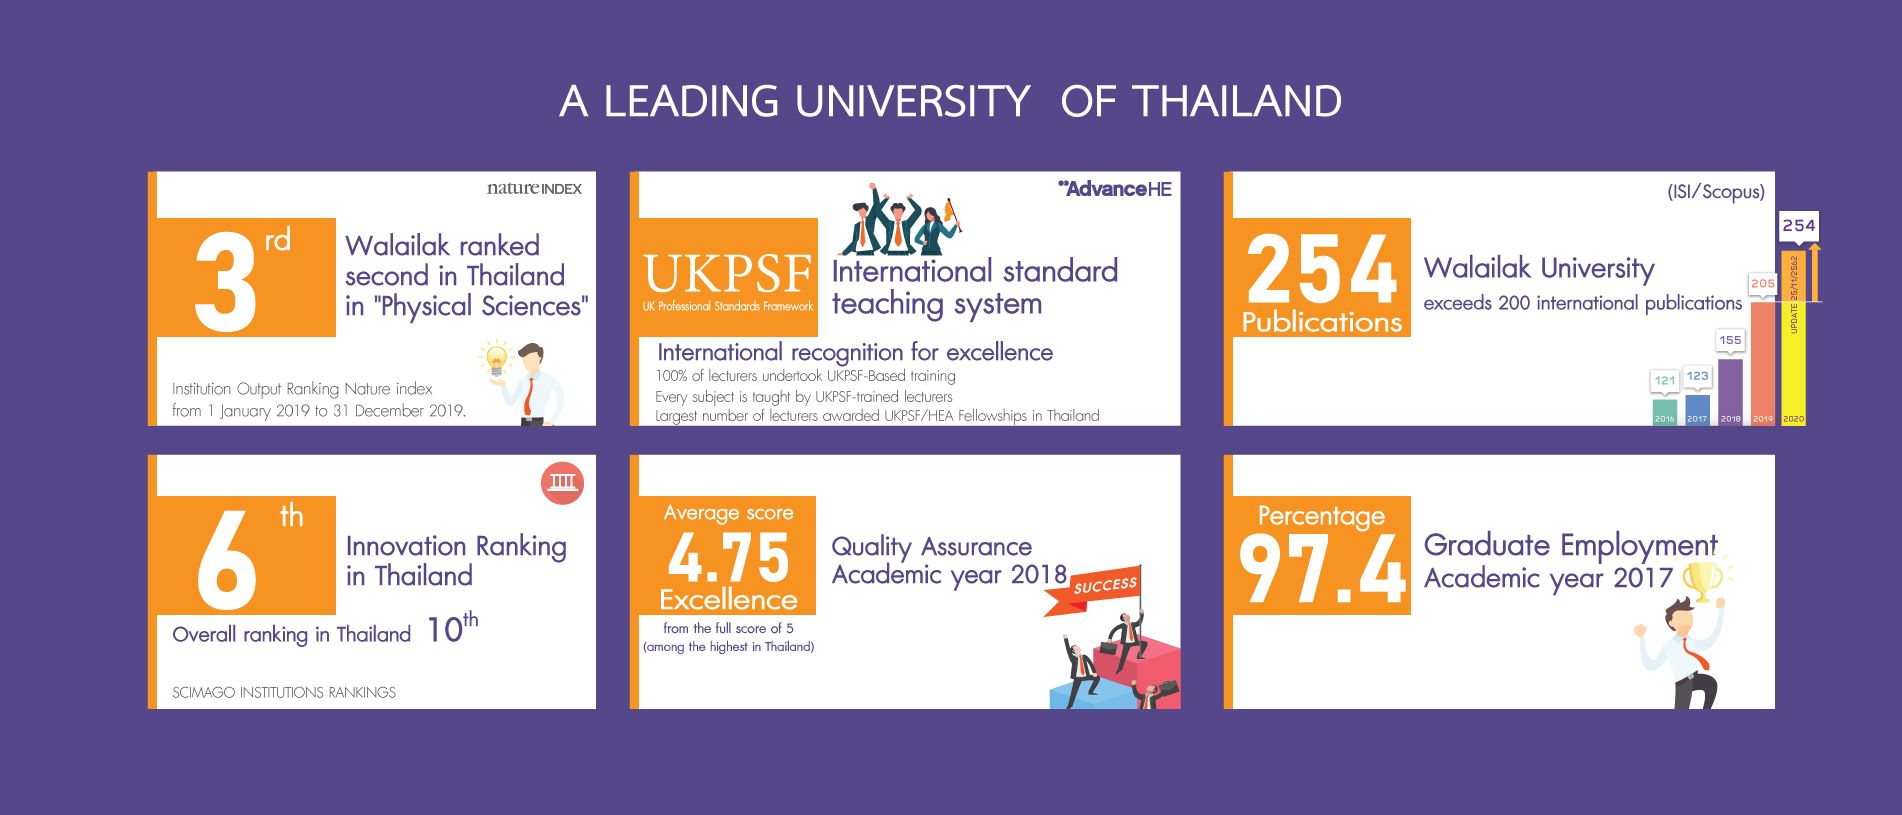 A LEADING UNIVERSITY OF THAILAND
nature INDEX
3rd
Walailak ranked
second in Thailand
in "Physical Sciences"
Institution Output Ranking Nature index
from 1 January 2019 to 31 December 2019.
AdvanceHE
UKPSF
UK Professional Standards Framework
International standard
teaching system
International recognition for excellence
100% of lecturers undertook UKPSF-Based training
Every subject is taught by UKPSF-trained lecturers
Largest number of lecturers awarded UKPSF/HEA Fellowships in Thailand
(ISI/Scopus)
254
Publications
Walailak University
exceeds 200 international publications
121
123
155
205
254
UPDATE 25/11/2562
2016
2017
2018
2019
2020
6th
Innovation Ranking
in Thailand
Overall ranking in Thailand 10th
SCIMAGO INSTITUTIONS RANKINGS
Average score
4.75
Excellence
from the full score of 5
(among the highest in Thailand)
Quality Assurance
Academic year 2018
SUCCESS
Percentage
97.4
Graduate Employment
Academic year 2017